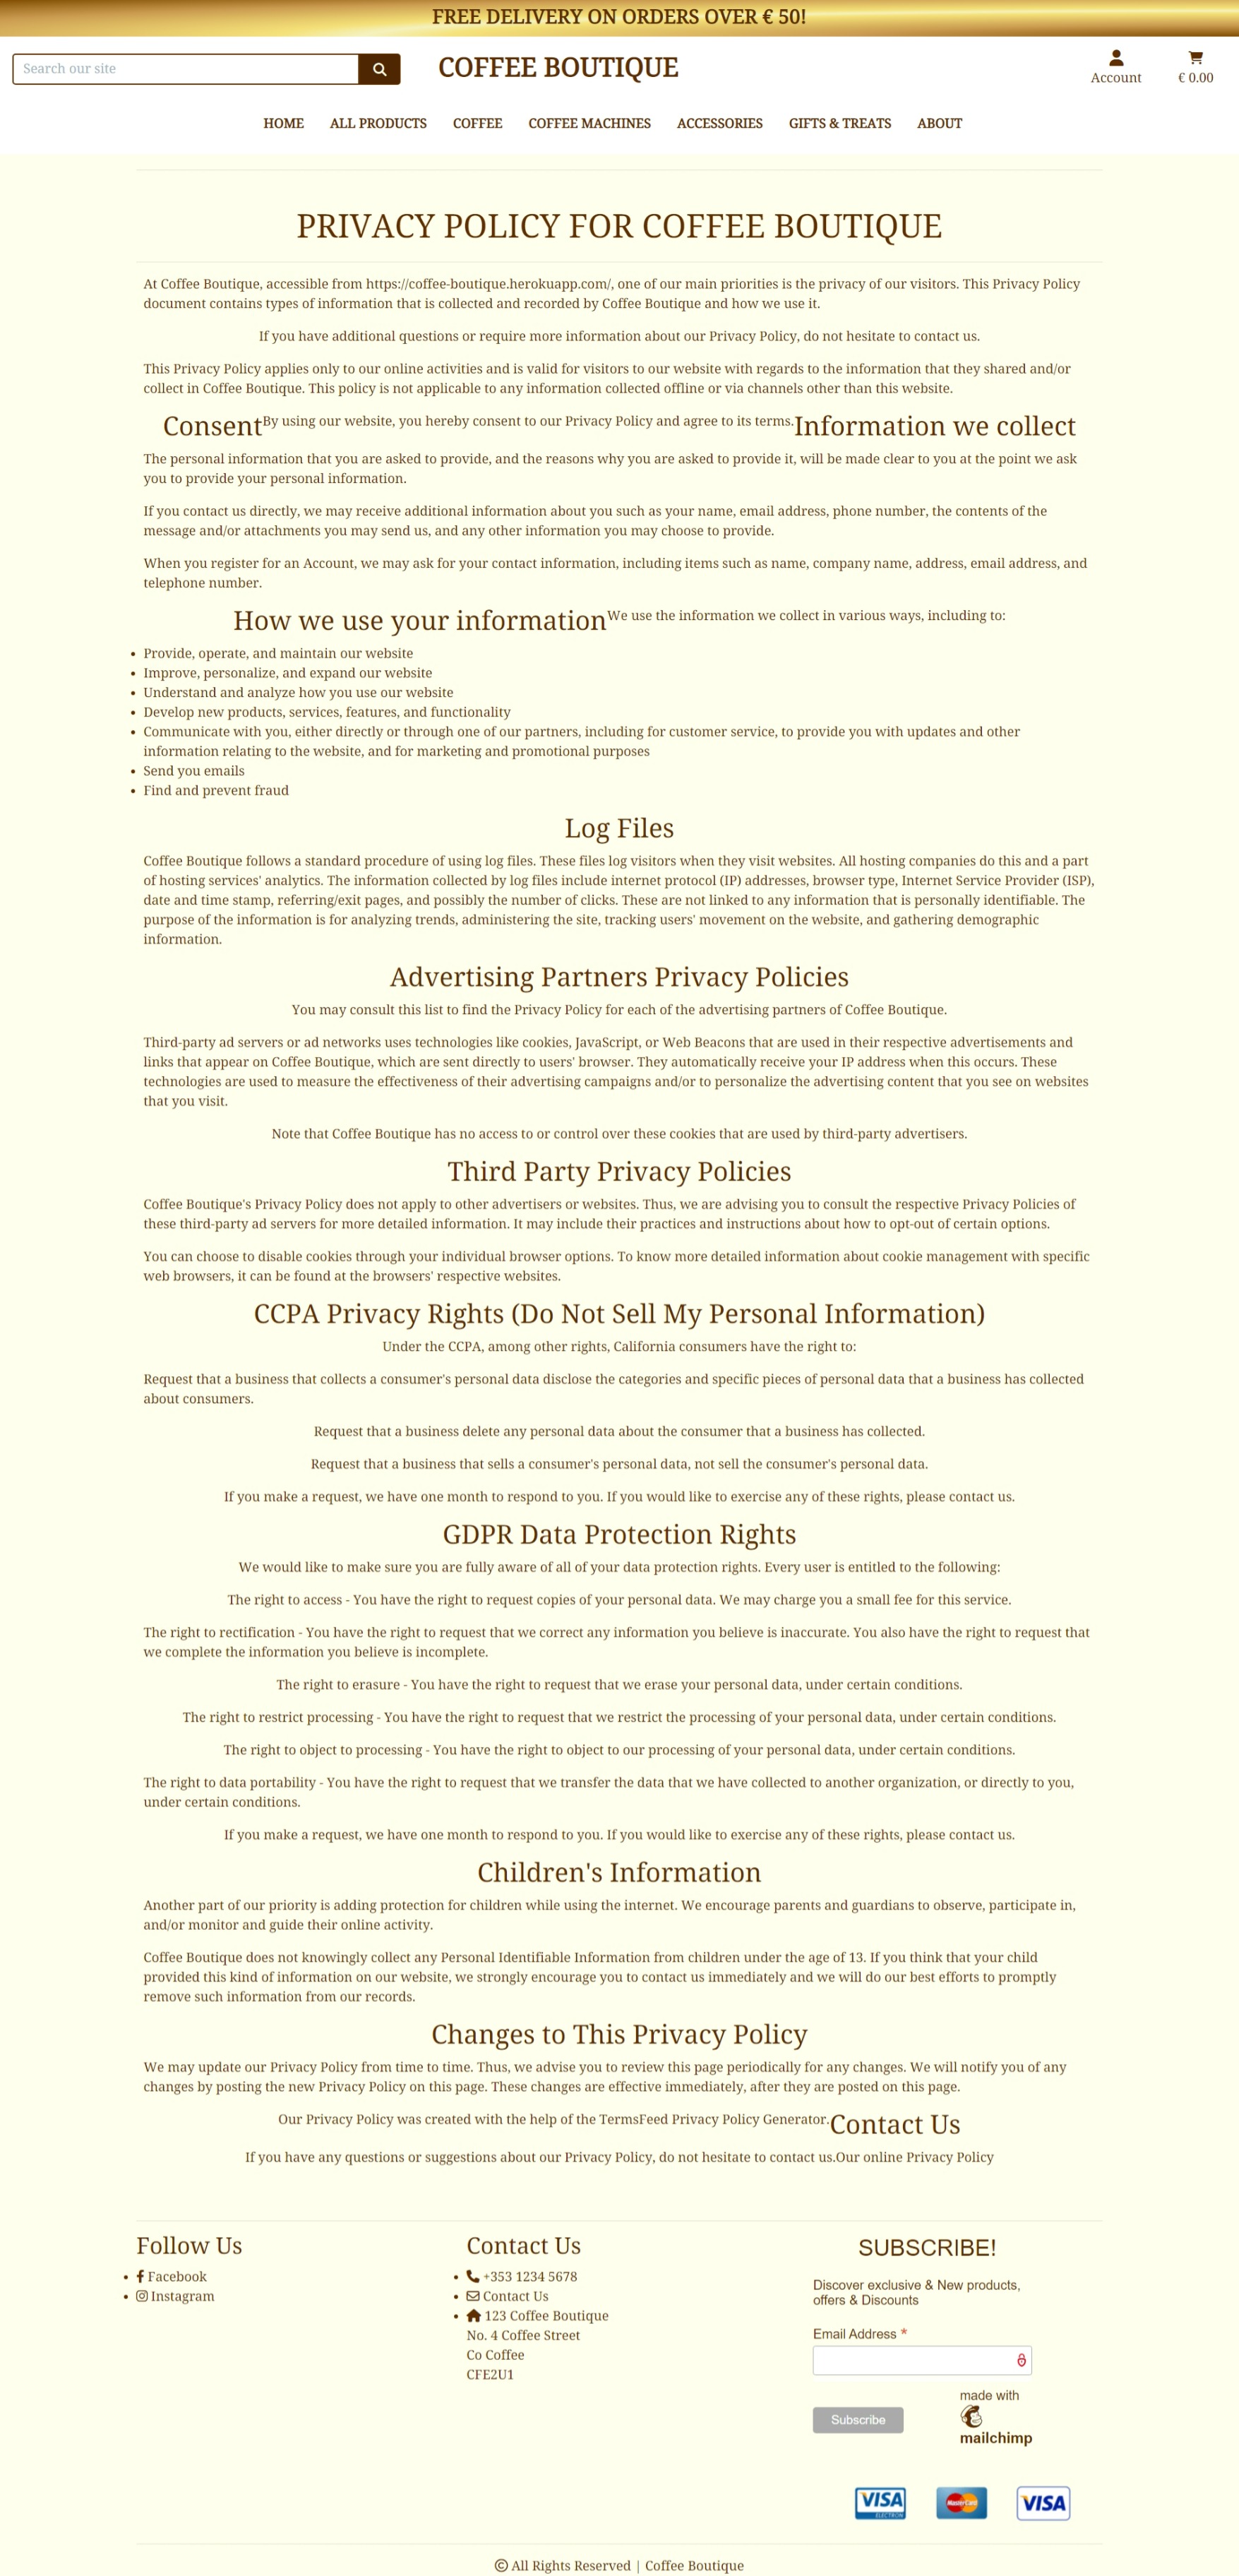 FREE DELIVERY ON ORDERS OVER € 50!
Search our site
COFFEE BOUTIQUE
Account
€ 0.00
HOME ALL PRODUCTS COFFEE COFFEE MACHINES ACCESSORIES GIFTS & TREATS ABOUT
PRIVACY POLICY FOR COFFEE BOUTIQUE
At Coffee Boutique, accessible from https://coffee-boutique.herokuapp.com/, one of our main priorities is the privacy of our visitors. This Privacy Policy
document contains types of information that is collected and recorded by Coffee Boutique and how we use it.
If you have additional questions or require more information about our Privacy Policy, do not hesitate to contact us.
This Privacy Policy applies only to our online activities and is valid for visitors to our website with regards to the information that they shared and/or
collect in Coffee Boutique. This policy is not applicable to any information collected offline or via channels other than this website.
Consent By using our website, you hereby consent to our Privacy Policy and agree to its terms. Information we collect
The personal information that you are asked to provide, and the reasons why you are asked to provide it, will be made clear to you at the point we ask
you to provide your personal information.
If you contact us directly, we may receive additional information about you such as your name, email address, phone number, the contents of the
message and/or attachments you may send us, and any other information you may choose to provide.
When you register for an Account, we may ask for your contact information, including items such as name, company name, address, email address, and
telephone number.
How we use your information We use the information we collect in various ways, including to:
• Provide, operate, and maintain our website
• Improve, personalize, and expand our website
• Understand and analyze how you use our website
• Develop new products, services, features, and functionality
• Communicate with you, either directly or through one of our partners, including for customer service, to provide you with updates and other
information relating to the website, and for marketing and promotional purposes
• Send you emails
• Find and prevent fraud
Log Files
Coffee Boutique follows a standard procedure of using log files. These files log visitors when they visit websites. All hosting companies do this and a part
of hosting services' analytics. The information collected by log files include internet protocol (IP) addresses, browser type, Internet Service Provider (ISP),
date and time stamp, referring/exit pages, and possibly the number of clicks. These are not linked to any information that is personally identifiable. The
purpose of the information is for analyzing trends, administering the site, tracking users' movement on the website, and gathering demographic
information.
Advertising Partners Privacy Policies
You may consult this list to find the Privacy Policy for each of the advertising partners of Coffee Boutique.
Third-party ad servers or ad networks uses technologies like cookies, JavaScript, or Web Beacons that are used in their respective advertisements and
links that appear on Coffee Boutique, which are sent directly to users' browser. They automatically receive your IP address when this occurs. These
technologies are used to measure the effectiveness of their advertising campaigns and/or to personalize the advertising content that you see on websites
that you visit.
Note that Coffee Boutique has no access to or control over these cookies that are used by third-party advertisers.
Third Party Privacy Policies
Coffee Boutique's Privacy Policy does not apply to other advertisers or websites. Thus, we are advising you to consult the respective Privacy Policies of
these third-party ad servers for more detailed information. It may include their practices and instructions about how to opt-out of certain options.
You can choose to disable cookies through your individual browser options. To know more detailed information about cookie management with specific
web browsers, it can be found at the browsers' respective websites.
CCPA Privacy Rights (Do Not Sell My Personal Information)
Under the CCPA, among other rights, California consumers have the right to:
Request that a business that collects a consumer's personal data disclose the categories and specific pieces of personal data that a business has collected
about consumers.
Request that a business delete any personal data about the consumer that a business has collected.
Request that a business that sells a consumer's personal data, not sell the consumer's personal data.
If you make a request, we have one month to respond to you. If you would like to exercise any of these rights, please contact us.
GDPR Data Protection Rights
We would like to make sure you are fully aware of all of your data protection rights. Every user is entitled to the following:
The right to access - You have the right to request copies of your personal data. We may charge you a small fee for this service.
The right to rectification - You have the right to request that we correct any information you believe is inaccurate. You also have the right to request that
we complete the information you believe is incomplete.
The right to erasure - You have the right to request that we erase your personal data, under certain conditions.
The right to restrict processing - You have the right to request that we restrict the processing of your personal data, under certain conditions.
The right to object to processing - You have the right to object to our processing of your personal data, under certain conditions.
The right to data portability - You have the right to request that we transfer the data that we have collected to another organization, or directly to you,
under certain conditions.
If you make a request, we have one month to respond to you. If you would like to exercise any of these rights, please contact us.
Children's Information
Another part of our priority is adding protection for children while using the internet. We encourage parents and guardians to observe, participate in,
and/or monitor and guide their online activity.
Coffee Boutique does not knowingly collect any Personal Identifiable Information from children under the age of 13. If you think that your child
provided this kind of information on our website, we strongly encourage you to contact us immediately and we will do our best efforts to promptly
remove such information from our records.
Changes to This Privacy Policy
We may update our Privacy Policy from time to time. Thus, we advise you to review this page periodically for any changes. We will notify you of any
changes by posting the new Privacy Policy on this page. These changes are effective immediately, after they are posted on this page.
Our Privacy Policy was created with the help of the TermsFeed Privacy Policy Generator. Contact Us
If you have any questions or suggestions about our Privacy Policy, do not hesitate to contact us.Our online Privacy Policy
Follow Us
• Facebook
• Instagram
Contact Us
• +353 1234 5678
• Contact Us
• 123 Coffee Boutique
No. 4 Coffee Street
Co Coffee
CFE2U1
SUBSCRIBE!
Discover exclusive & New products,
offers & Discounts
Email Address *
Subscribe
made with
mailchimp
VISA ELECTRON
MasterCard
VISA
© All Rights Reserved | Coffee Boutique